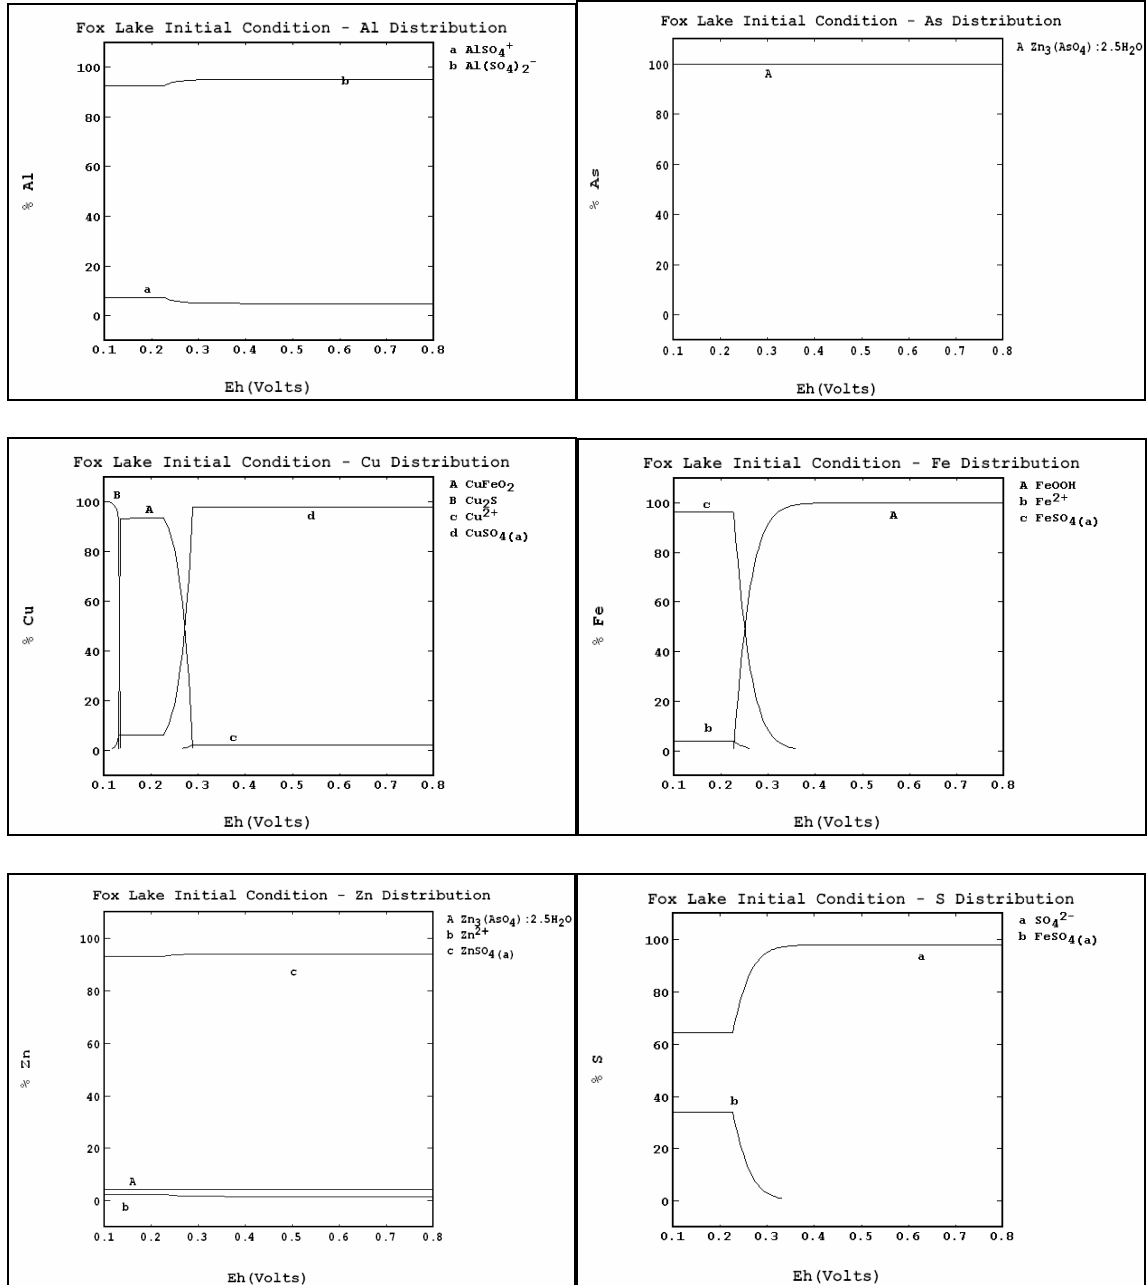 Fox Lake Initial Condition - Al Distribution
a AlSO₄⁺
b Al(SO₄)₂⁻
100
80
60
40
20
0
% Al
b
a
0.1 0.2 0.3 0.4 0.5 0.6 0.7 0.8
Eh(Volts)
Fox Lake Initial Condition - As Distribution
A Zn₃(AsO₄):2.5H₂O
100
80
60
40
20
0
% As
A
0.1 0.2 0.3 0.4 0.5 0.6 0.7 0.8
Eh(Volts)
Fox Lake Initial Condition - Cu Distribution
A CuFeO₂
B Cu₂S
c Cu²⁺
d CuSO₄(a)
100
80
60
40
20
0
% Cu
B
A
d
c
0.1 0.2 0.3 0.4 0.5 0.6 0.7 0.8
Eh(Volts)
Fox Lake Initial Condition - Fe Distribution
A FeOOH
b Fe²⁺
c FeSO₄(a)
100
80
60
40
20
0
% Fe
c
A
b
0.1 0.2 0.3 0.4 0.5 0.6 0.7 0.8
Eh(Volts)
Fox Lake Initial Condition - Zn Distribution
A Zn₃(AsO₄):2.5H₂O
b Zn²⁺
c ZnSO₄(a)
100
80
60
40
20
0
% Zn
c
A
b
0.1 0.2 0.3 0.4 0.5 0.6 0.7 0.8
Eh(Volts)
Fox Lake Initial Condition - S Distribution
a SO₄²⁻
b FeSO₄(a)
100
80
60
40
20
0
% S
a
b
0.1 0.2 0.3 0.4 0.5 0.6 0.7 0.8
Eh(Volts)